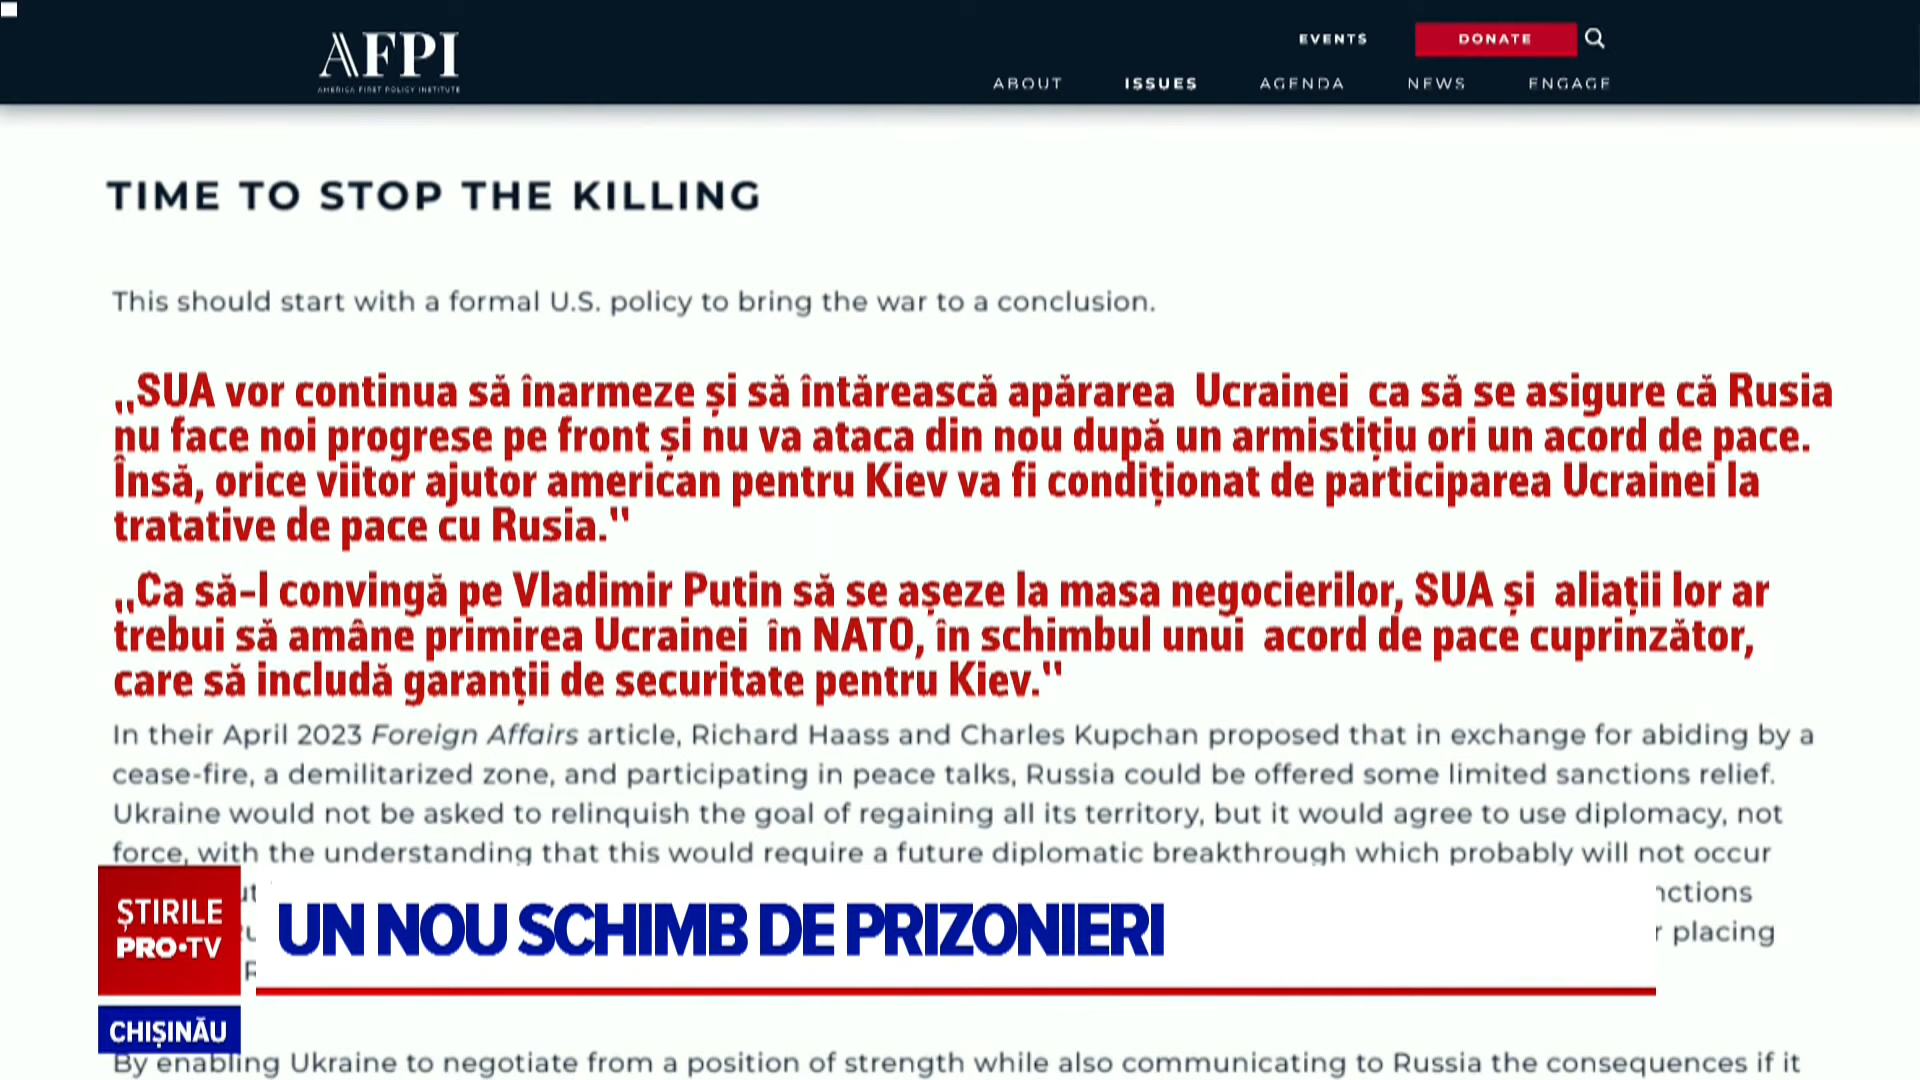 AFPI
AMERICA FIRST POLICY INSTITUTE
EVENTS
DONATE
ABOUT
ISSUES
AGENDA
NEWS
ENGAGE
TIME TO STOP THE KILLING
This should start with a formal U.S. policy to bring the war to a conclusion.
„SUA vor continua să înarmeze și să întărească apărarea Ucrainei ca să se asigure că Rusia
nu face noi progrese pe front și nu va ataca din nou după un armistițiu ori un acord de pace.
Însă, orice viitor ajutor american pentru Kiev va fi condiționat de participarea Ucrainei la
tratative de pace cu Rusia."
„Ca să-l convingă pe Vladimir Putin să se așeze la masa negocierilor, SUA și aliații lor ar
trebui să amâne primirea Ucrainei în NATO, în schimbul unui acord de pace cuprinzător,
care să includă garanții de securitate pentru Kiev."
In their April 2023 Foreign Affairs article, Richard Haass and Charles Kupchan proposed that in exchange for abiding by a
cease-fire, a demilitarized zone, and participating in peace talks, Russia could be offered some limited sanctions relief.
Ukraine would not be asked to relinquish the goal of regaining all its territory, but it would agree to use diplomacy, not
force, with the understanding that this would require a future diplomatic breakthrough which probably will not occur
placing
ȘTIRILE
PRO•TV
UN NOU SCHIMB DE PRIZONIERI
CHIȘINĂU
By enabling Ukraine to negotiate from a position of strength while also communicating to Russia the consequences if it